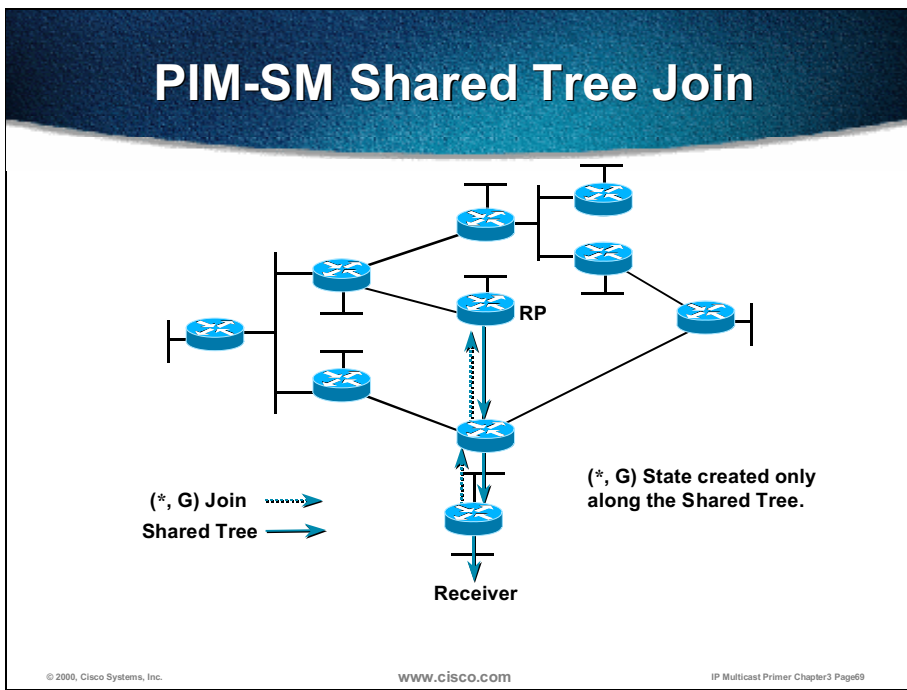 PIM-SM Shared Tree Join
RP
(*, G) State created only
along the Shared Tree.
(*, G) Join
Shared Tree
Receiver
© 2000, Cisco Systems, Inc.
www.cisco.com
IP Multicast Primer Chapter3 Page69